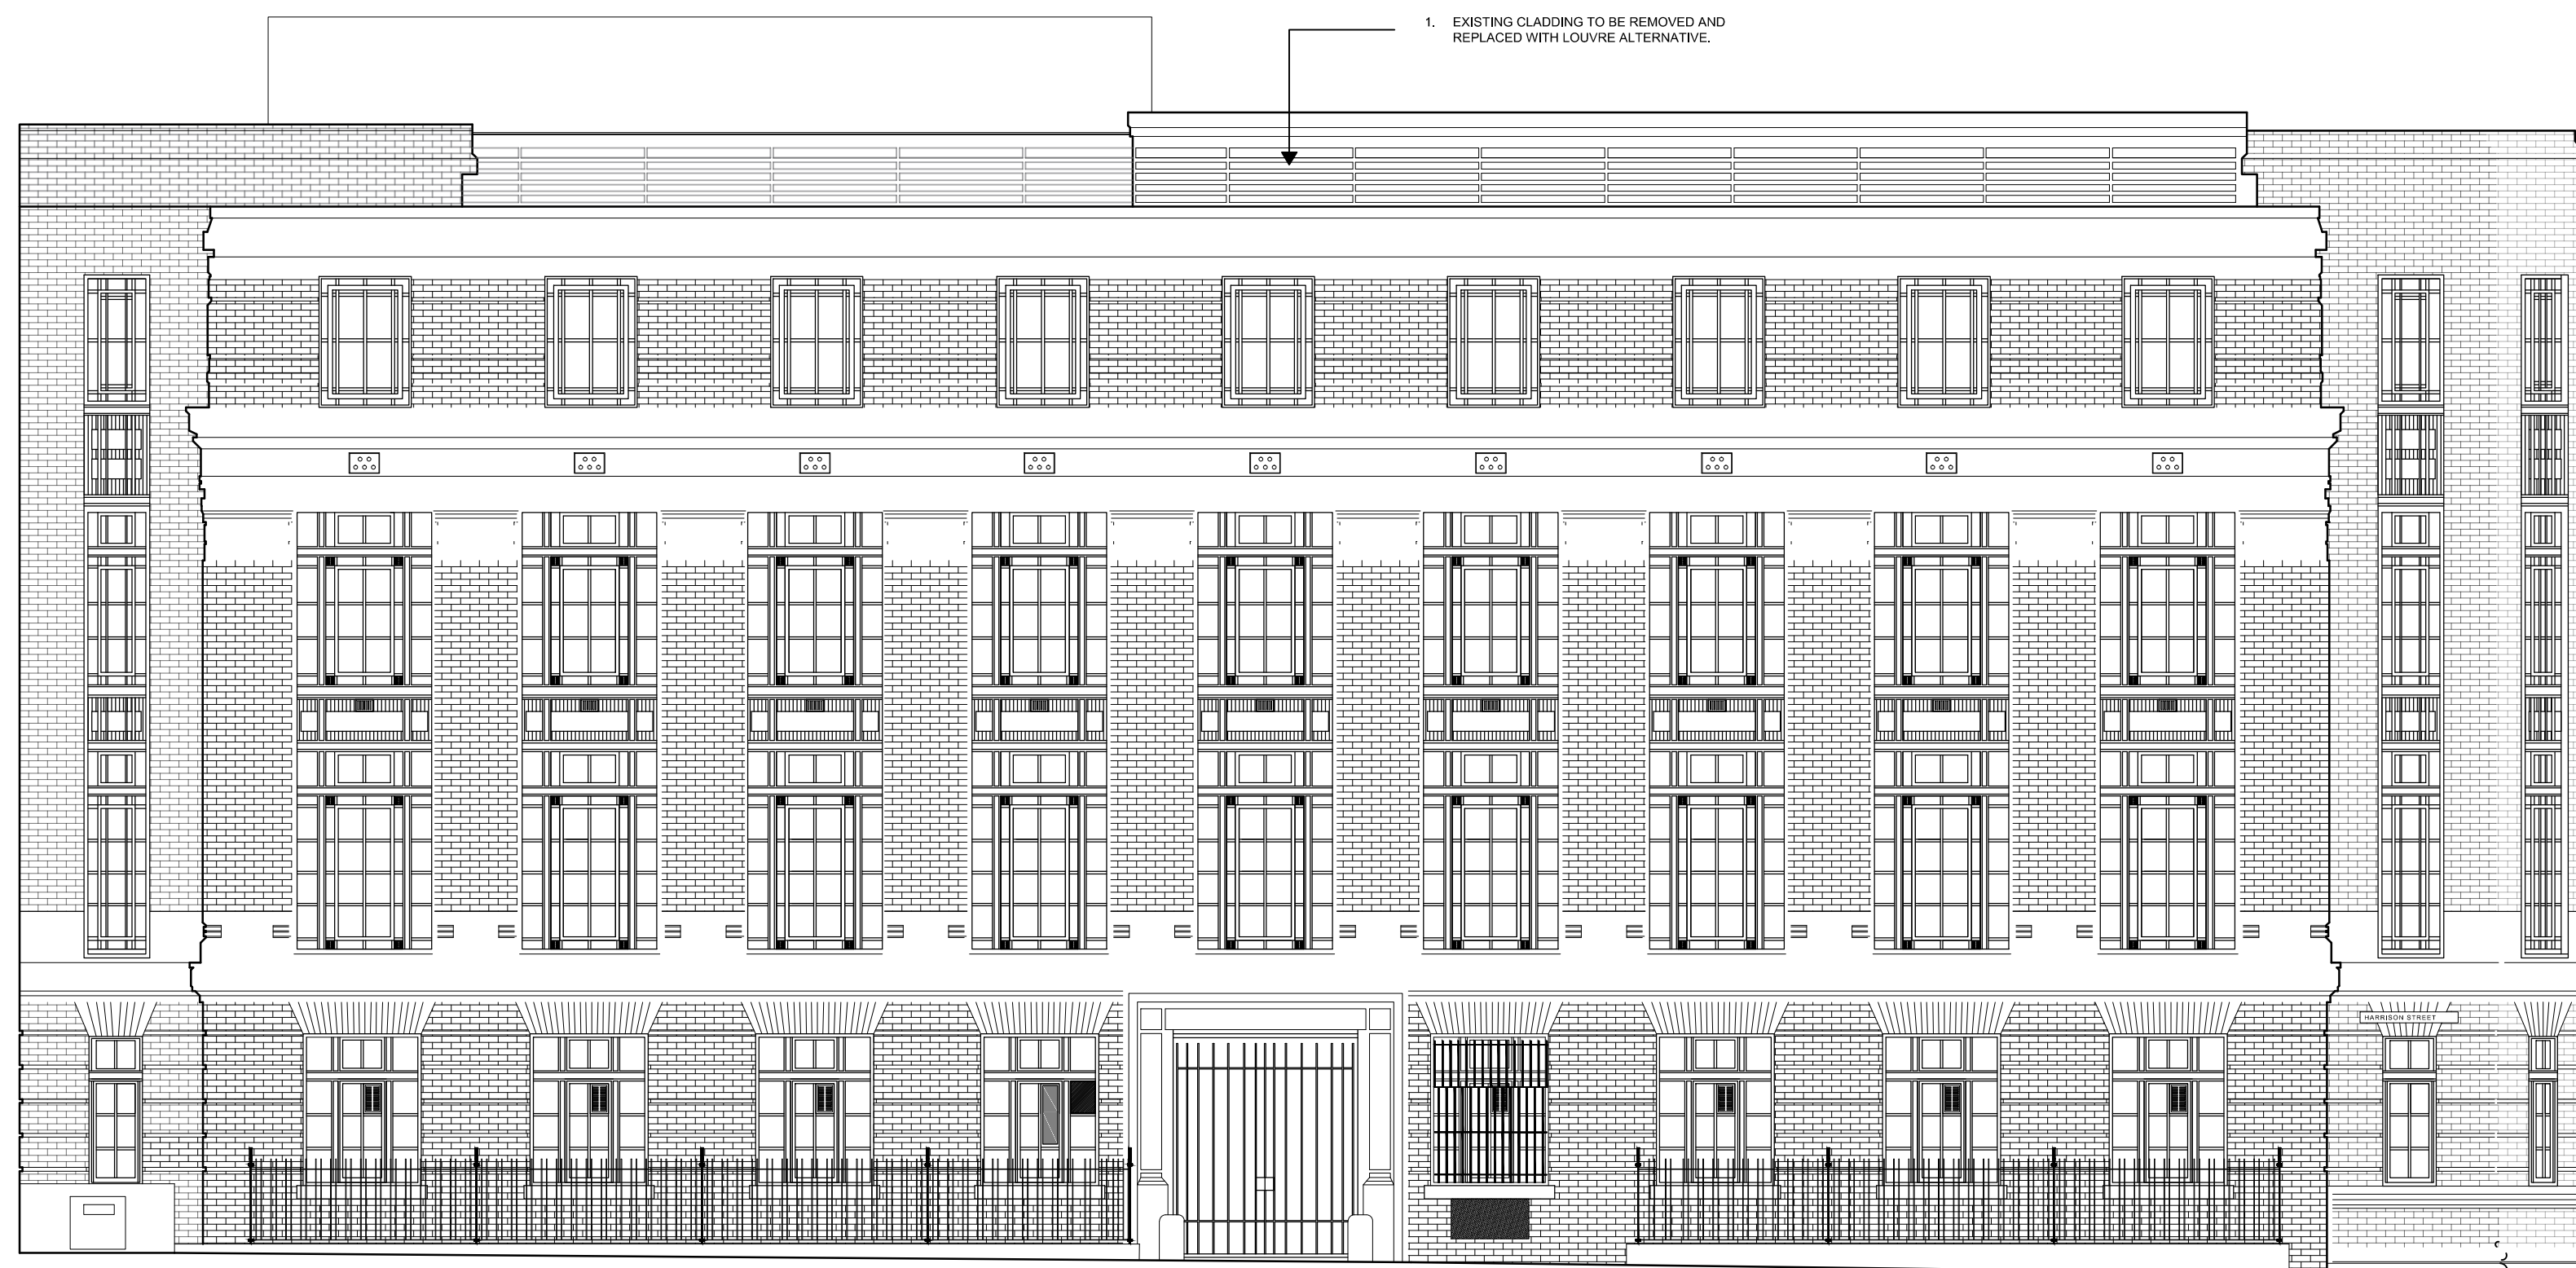 1. EXISTING CLADDING TO BE REMOVED AND
REPLACED WITH LOUVRE ALTERNATIVE.
HARRISON STREET